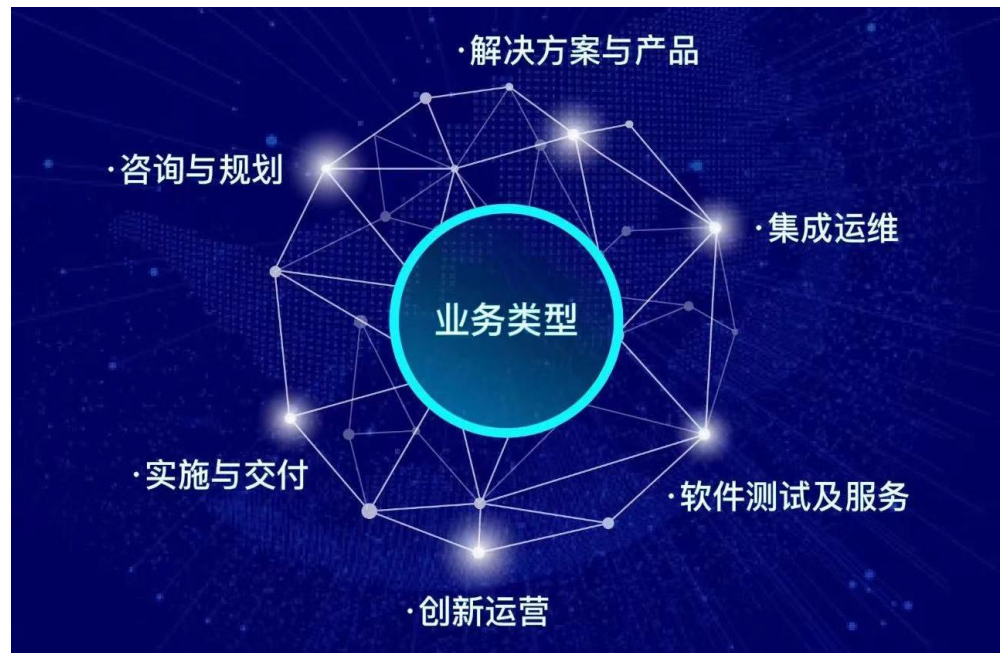 ·解决方案与产品
·咨询与规划
·集成运维
业务类型
·实施与交付
·软件测试及服务
·创新运营